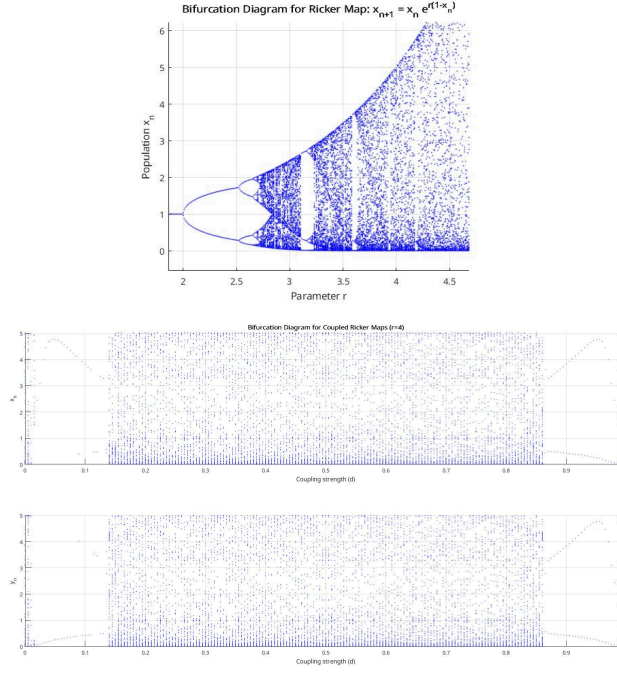 Bifurcation Diagram for Ricker Map: x_{n+1} = x_n e^{r(1-x_n)}
6
5
4
3
2
1
0
Population x_n
2 2.5 3 3.5 4 4.5
Parameter r
Bifurcation Diagram for Coupled Ricker Maps (r=4)
5
4
3
2
1
0
x_n
0 0.1 0.2 0.3 0.4 0.5 0.6 0.7 0.8 0.9
Coupling strength (d)
5
4
3
2
1
0
y_n
0 0.1 0.2 0.3 0.4 0.5 0.6 0.7 0.8 0.9
Coupling strength (d)